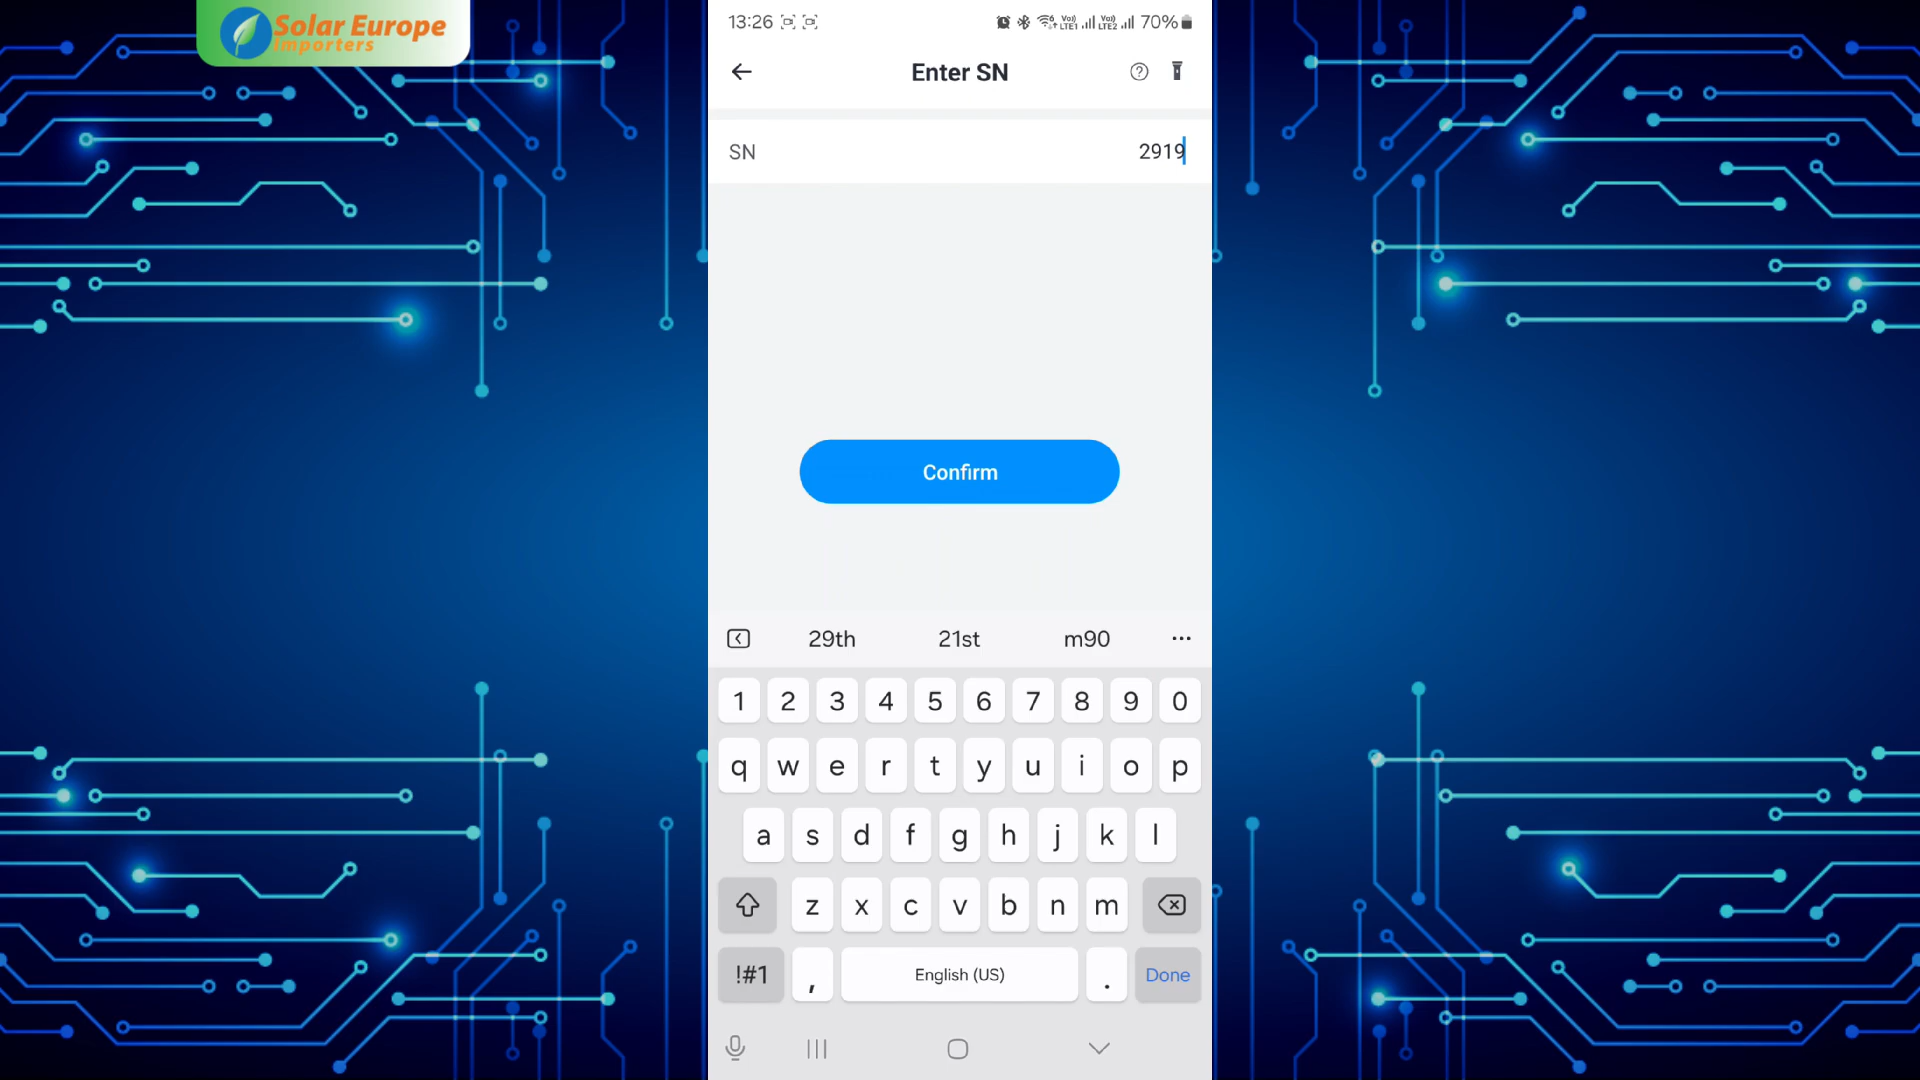 Solar Europe
Importers
13:26
70%
Enter SN
SN
2919
Confirm
29th 21st m90 ...
1 2 3 4 5 6 7 8 9 0
q w e r t y u i o p
a s d f g h j k l
z x c v b n m
!#1 , English (US) . Done